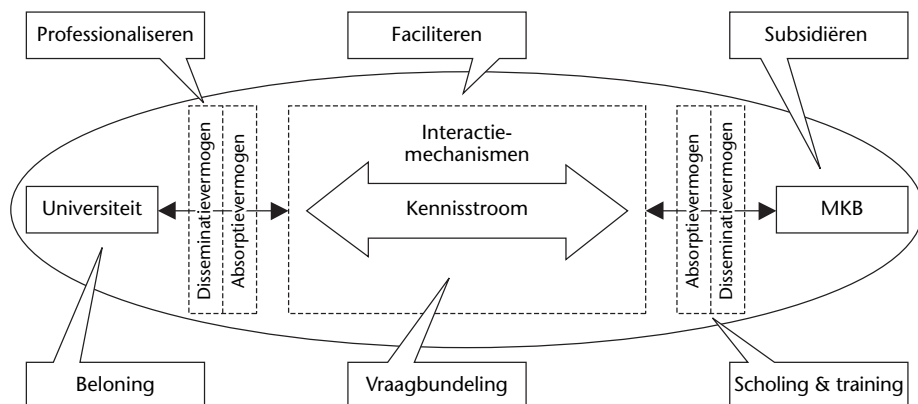 Professionaliseren
Faciliteren
Subsidiëren
Interactie-
mechanismen
Universiteit
Disseminatievermogen
Absorptievermogen
Kennisstroom
Absorptievermogen
Disseminatievermogen
MKB
Beloning
Vraagbundeling
Scholing & training